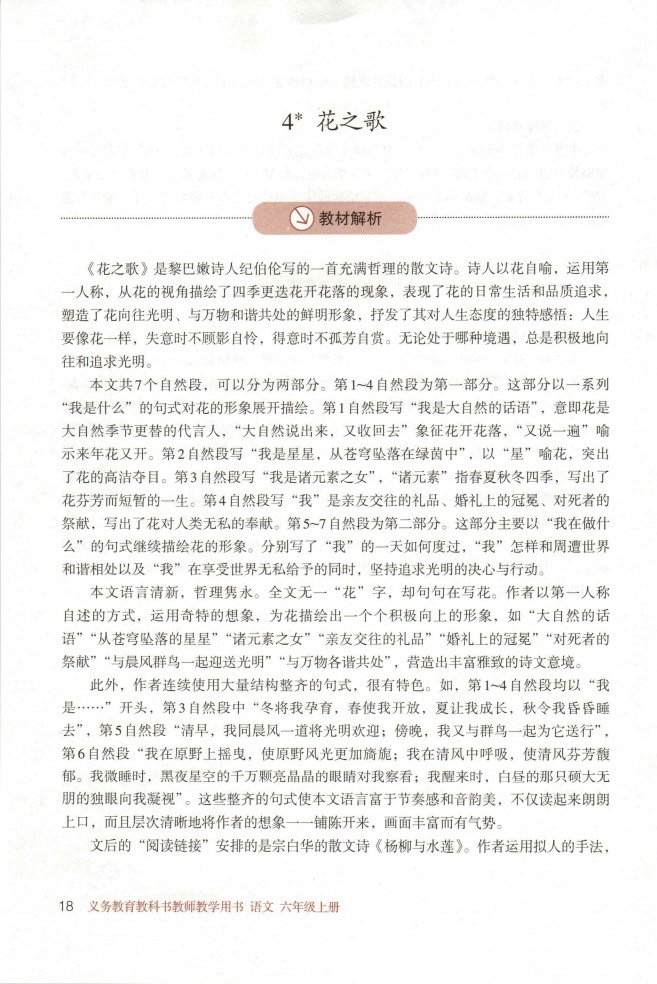 4* 花之歌
教材解析
《花之歌》是黎巴嫩诗人纪伯伦写的一首充满哲理的散文诗。诗人以花自喻，运用第
一人称，从花的视角描绘了四季更迭花开花落的现象，表现了花的日常生活和品质追求，
塑造了花向往光明、与万物和谐共处的鲜明形象，抒发了其对人生态度的独特感悟：人生
要像花一样，失意时不顾影自怜，得意时不孤芳自赏。无论处于哪种境遇，总是积极地向
往和追求光明。
本文共7个自然段，可以分为两部分。第1~4自然段为第一部分。这部分以一系列
“我是什么”的句式对花的形象展开描绘。第1自然段写“我是大自然的话语”，意即花是
大自然季节更替的代言人，“大自然说出来，又收回去”象征花开花落，“又说一遍”喻
示来年花又开。第2自然段写“我是星星，从苍穹坠落在绿茵中”，以“星”喻花，突出
了花的高洁夺目。第3自然段写“我是诸元素之女”，“诸元素”指春夏秋冬四季，写出了
花芬芳而短暂的一生。第4自然段写“我”是亲友交往的礼品、婚礼上的冠冕、对死者的
祭献，写出了花对人类无私的奉献。第5~7自然段为第二部分。这部分主要以“我在做什
么”的句式继续描绘花的形象。分别写了“我”的一天如何度过，“我”怎样和周遭世界
和谐相处以及“我”在享受世界无私给予的同时，坚持追求光明的决心与行动。
本文语言清新，哲理隽永。全文无一“花”字，却句句在写花。作者以第一人称
自述的方式，运用奇特的想象，为花描绘出一个个积极向上的形象，如“大自然的话
语”“从苍穹坠落的星星”“诸元素之女”“亲友交往的礼品”“婚礼上的冠冕”“对死者的
祭献”“与晨风群鸟一起迎送光明”“与万物各谐共处”，营造出丰富雅致的诗文意境。
此外，作者连续使用大量结构整齐的句式，很有特色。如，第1~4自然段均以“我
是……”开头，第3自然段中“冬将我孕育，春使我开放，夏让我成长，秋令我昏昏睡
去”，第5自然段“清早，我同晨风一道将光明欢迎；傍晚，我又与群鸟一起为它送行”，
第6自然段“我在原野上摇曳，使原野风光更加旖旎；我在清风中呼吸，使清风芬芳馥
郁。我微睡时，黑夜星空的千万颗亮晶晶的眼睛对我察看；我醒来时，白昼的那只硕大无
朋的独眼向我凝视”。这些整齐的句式使本文语言富于节奏感和音韵美，不仅读起来朗朗
上口，而且层次清晰地将作者的想象一一铺陈开来，画面丰富而有气势。
文后的“阅读链接”安排的是宗白华的散文诗《杨柳与水莲》。作者运用拟人的手法，
18 义务教育教科书教师教学用书 语文 六年级上册